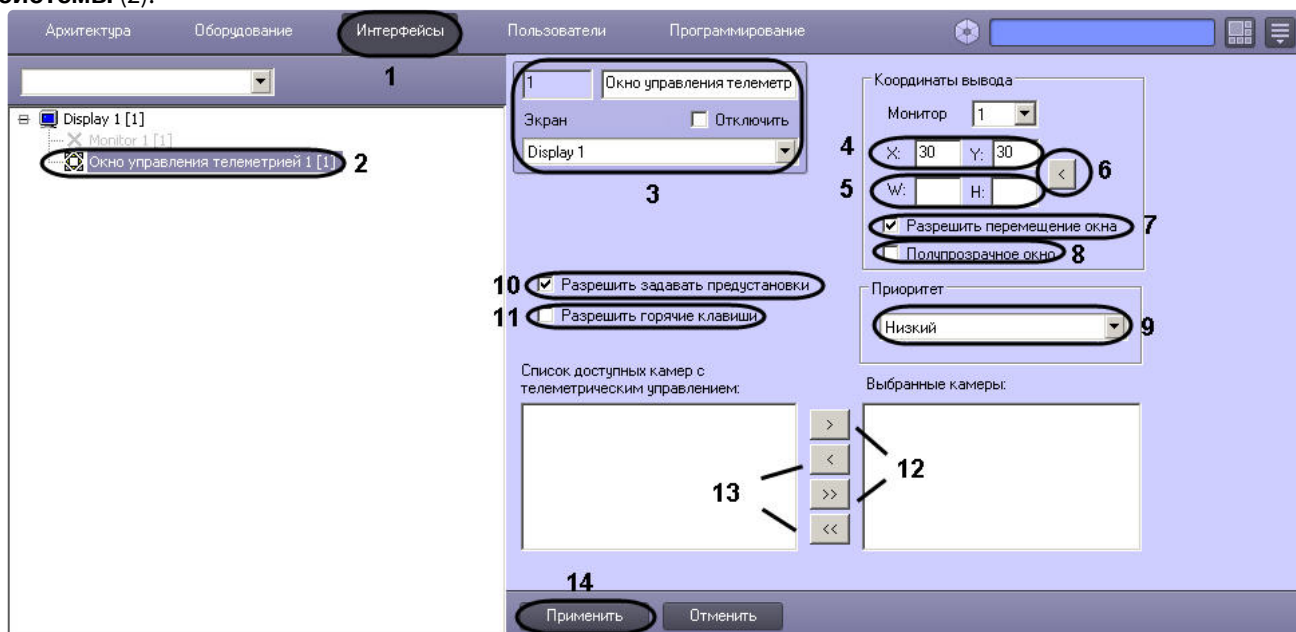 системы (2).
Архитектура Оборудование Интерфейсы Пользователи Программирование
1
1 Окно управления телеметр
Экран Отключить
Display 1
3
Display 1 [1]
Monitor 1 [1]
Окно управления телеметрией 1 [1] 2
Координаты вывода
Монитор 1
4 X: 30 Y: 30
< 6
5 W: H:
Разрешить перемещение окна 7
Полупрозрачное окно 8
10 Разрешить задавать предустановки
11 Разрешить горячие клавиши
Приоритет
Низкий 9
Список доступных камер с
телеметрическим управлением:
Выбранные камеры:
>
<
12
13
>>
<<
14
Применить Отменить